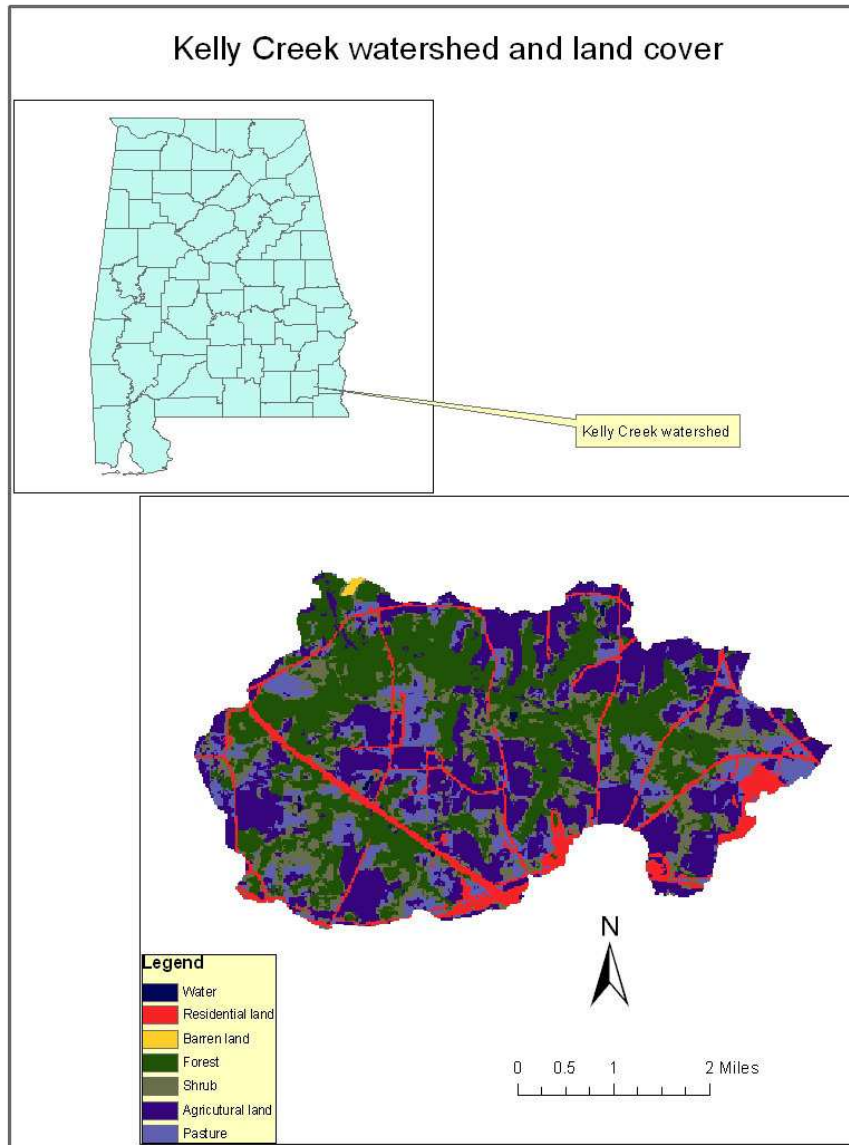 Kelly Creek watershed and land cover
Kelly Creek watershed
N
Legend
Water
Residential land
Barren land
Forest
Shrub
Agricutural land
Pasture
0 0.5 1 2 Miles